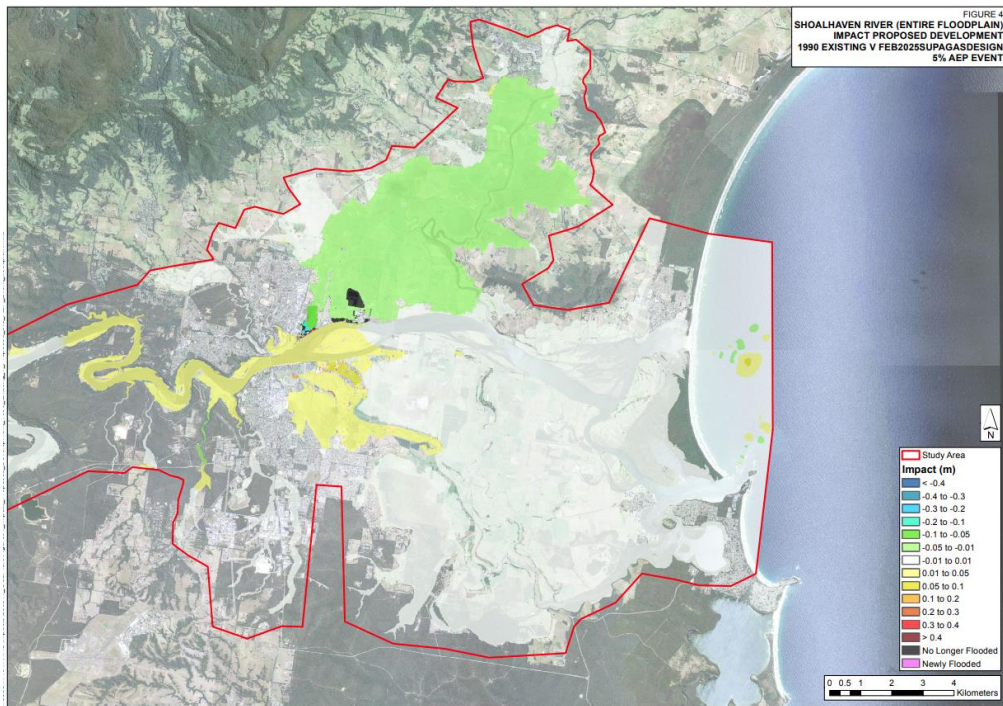 FIGURE 4
SHOALHAVEN RIVER (ENTIRE FLOODPLAIN)
IMPACT PROPOSED DEVELOPMENT
1990 EXISTING V FEB2025SUPAGASDESIGN
5% AEP EVENT
N
Study Area
Impact (m)
< -0.4
-0.4 to -0.3
-0.3 to -0.2
-0.2 to -0.1
-0.1 to -0.05
-0.05 to -0.01
-0.01 to 0.01
0.01 to 0.05
0.05 to 0.1
0.1 to 0.2
0.2 to 0.3
0.3 to 0.4
> 0.4
No Longer Flooded
Newly Flooded
0 0.5 1 2 3 4
Kilometers